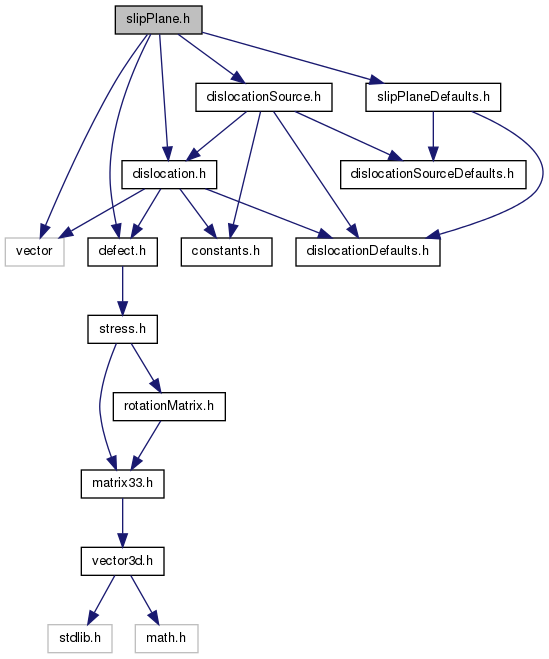 slipPlane.h
dislocationSource.h
slipPlaneDefaults.h
dislocation.h
dislocationSourceDefaults.h
vector
defect.h
constants.h
dislocationDefaults.h
stress.h
rotationMatrix.h
matrix33.h
vector3d.h
stdlib.h
math.h